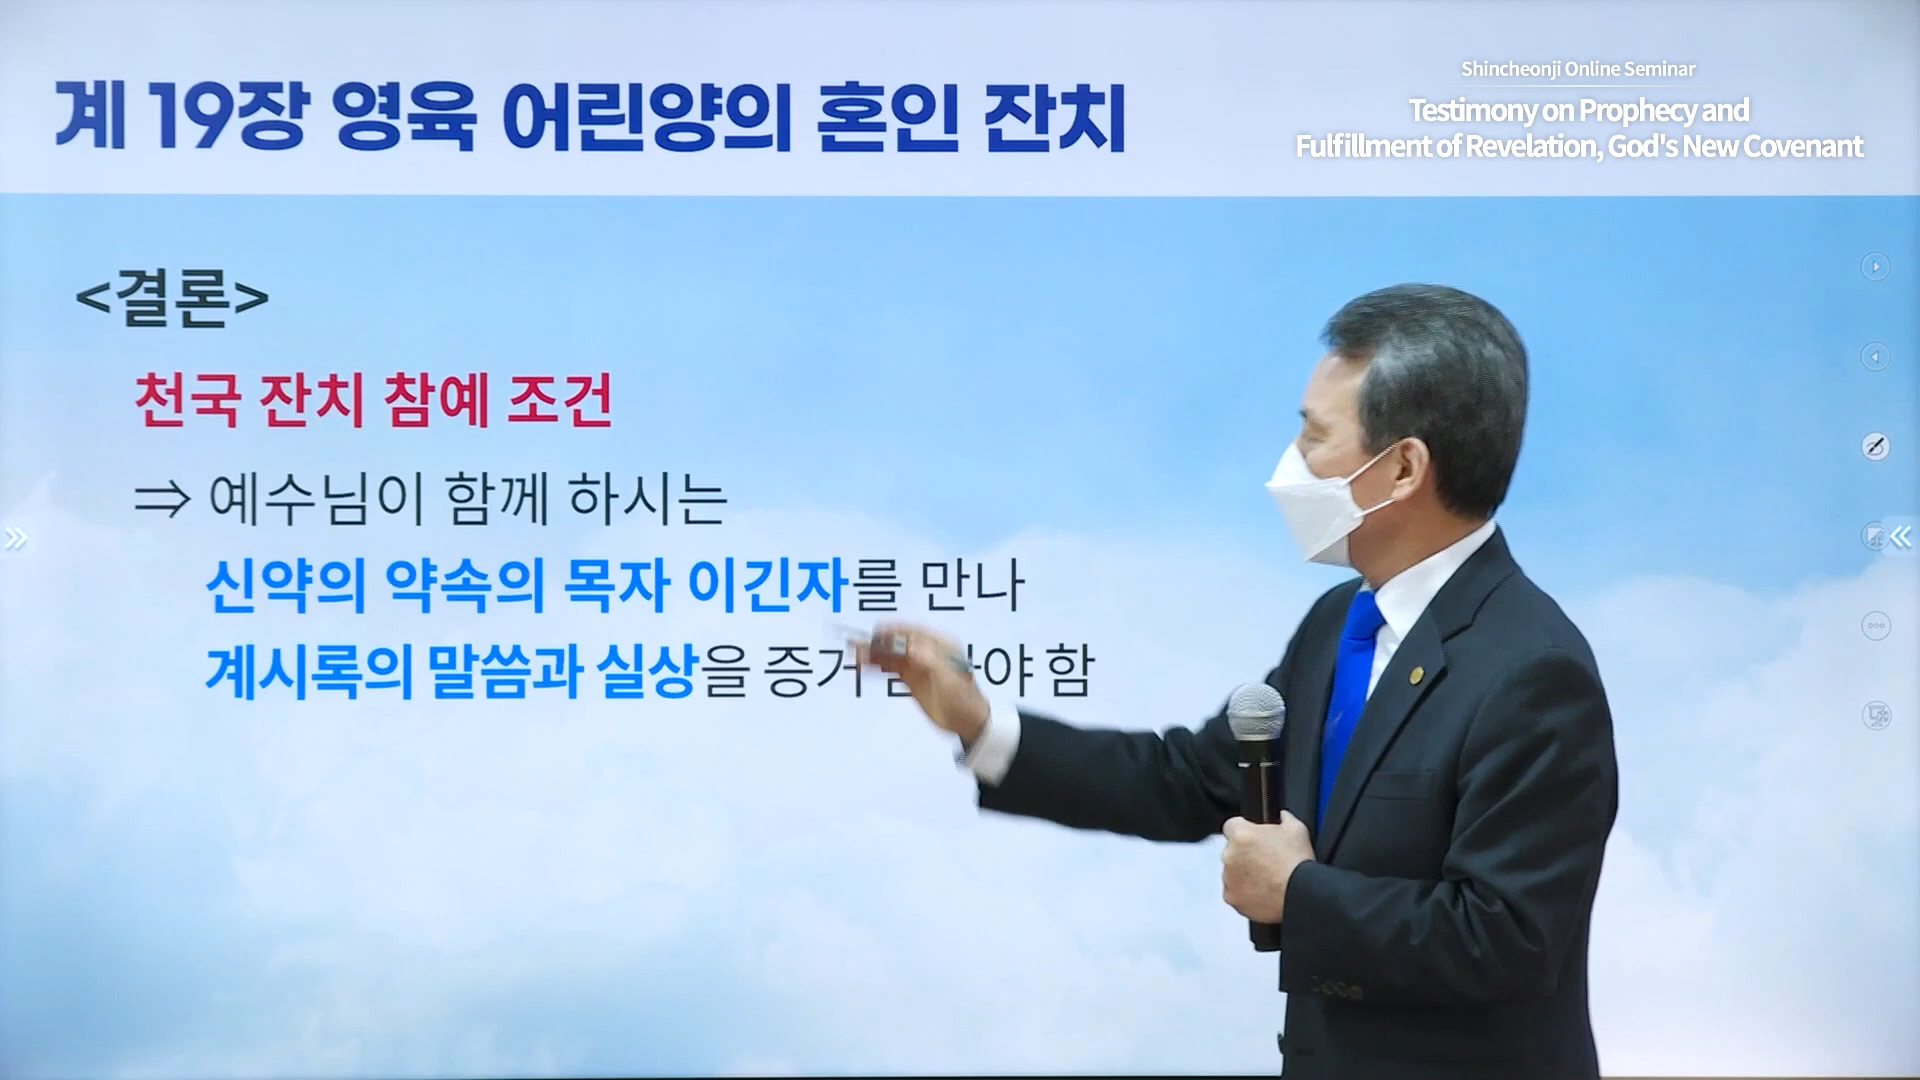 계 19장 영육 어린양의 혼인 잔치
Shincheonji Online Seminar
Testimony on Prophecy and
Fulfillment of Revelation, God's New Covenant
<결론>
천국 잔치 참예 조건
⇒ 예수님이 함께 하시는
신약의 약속의 목자 이긴자를 만나
계시록의 말씀과 실상을 증거 함